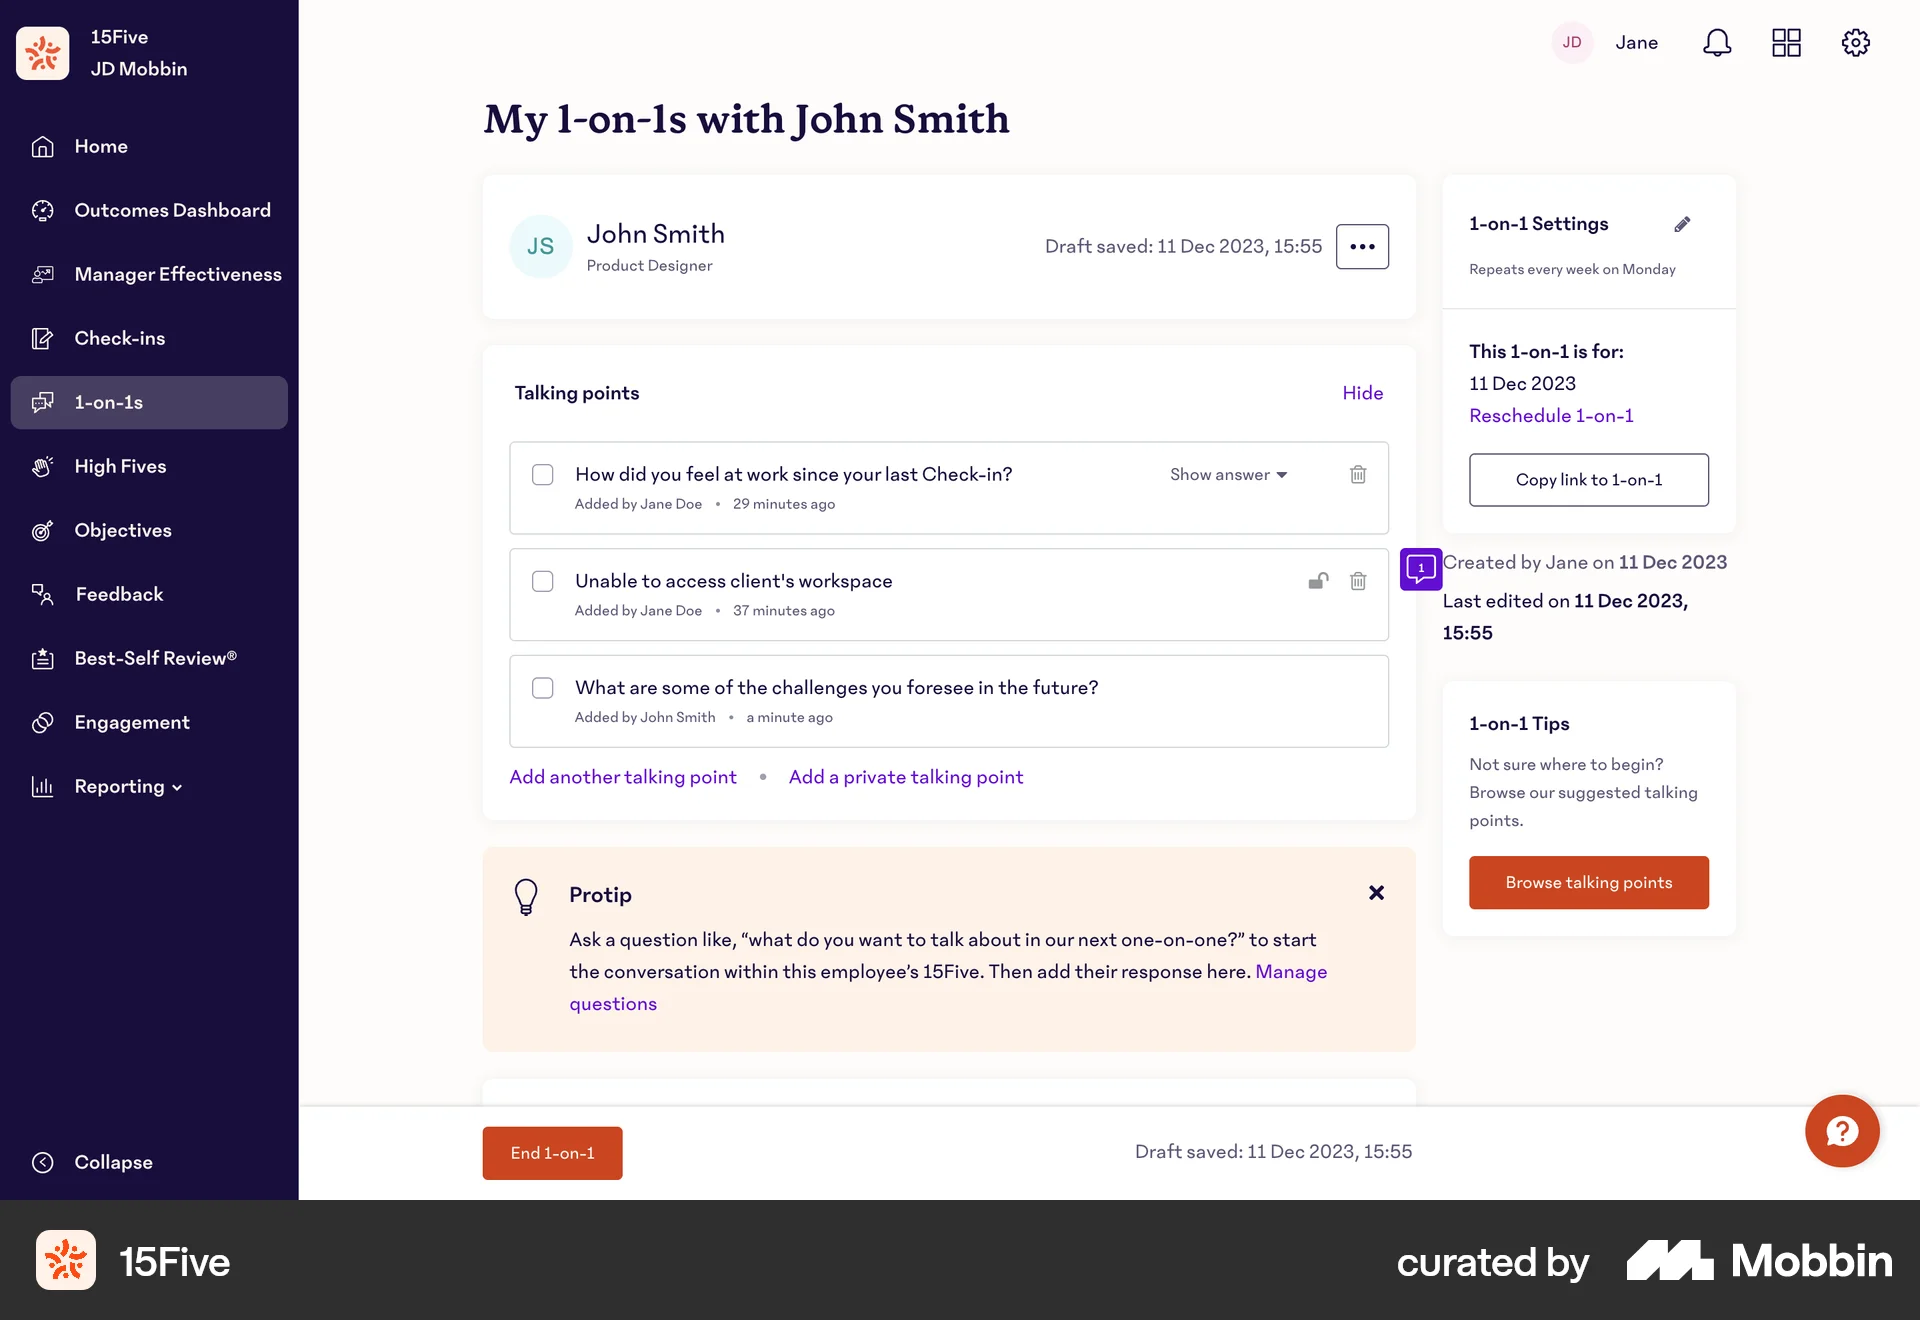 15Five
JD Mobbin
Home
Outcomes Dashboard
Manager Effectiveness
Check-ins
1-on-1s
High Fives
Objectives
Feedback
Best-Self Review®
Engagement
Reporting
Collapse
JD
Jane
My 1-on-1s with John Smith
JS
John Smith
Product Designer
Draft saved: 11 Dec 2023, 15:55
Talking points
Hide
How did you feel at work since your last Check-in?
Show answer
Added by Jane Doe • 29 minutes ago
Unable to access client's workspace
Added by Jane Doe • 37 minutes ago
1
What are some of the challenges you foresee in the future?
Added by John Smith • a minute ago
Add another talking point • Add a private talking point
Protip
Ask a question like, “what do you want to talk about in our next one-on-one?” to start
the conversation within this employee’s 15Five. Then add their response here. Manage
questions
1-on-1 Settings
Repeats every week on Monday
This 1-on-1 is for:
11 Dec 2023
Reschedule 1-on-1
Copy link to 1-on-1
Created by Jane on 11 Dec 2023
Last edited on 11 Dec 2023,
15:55
1-on-1 Tips
Not sure where to begin?
Browse our suggested talking
points.
Browse talking points
End 1-on-1
Draft saved: 11 Dec 2023, 15:55
?
15Five
curated by
Mobbin